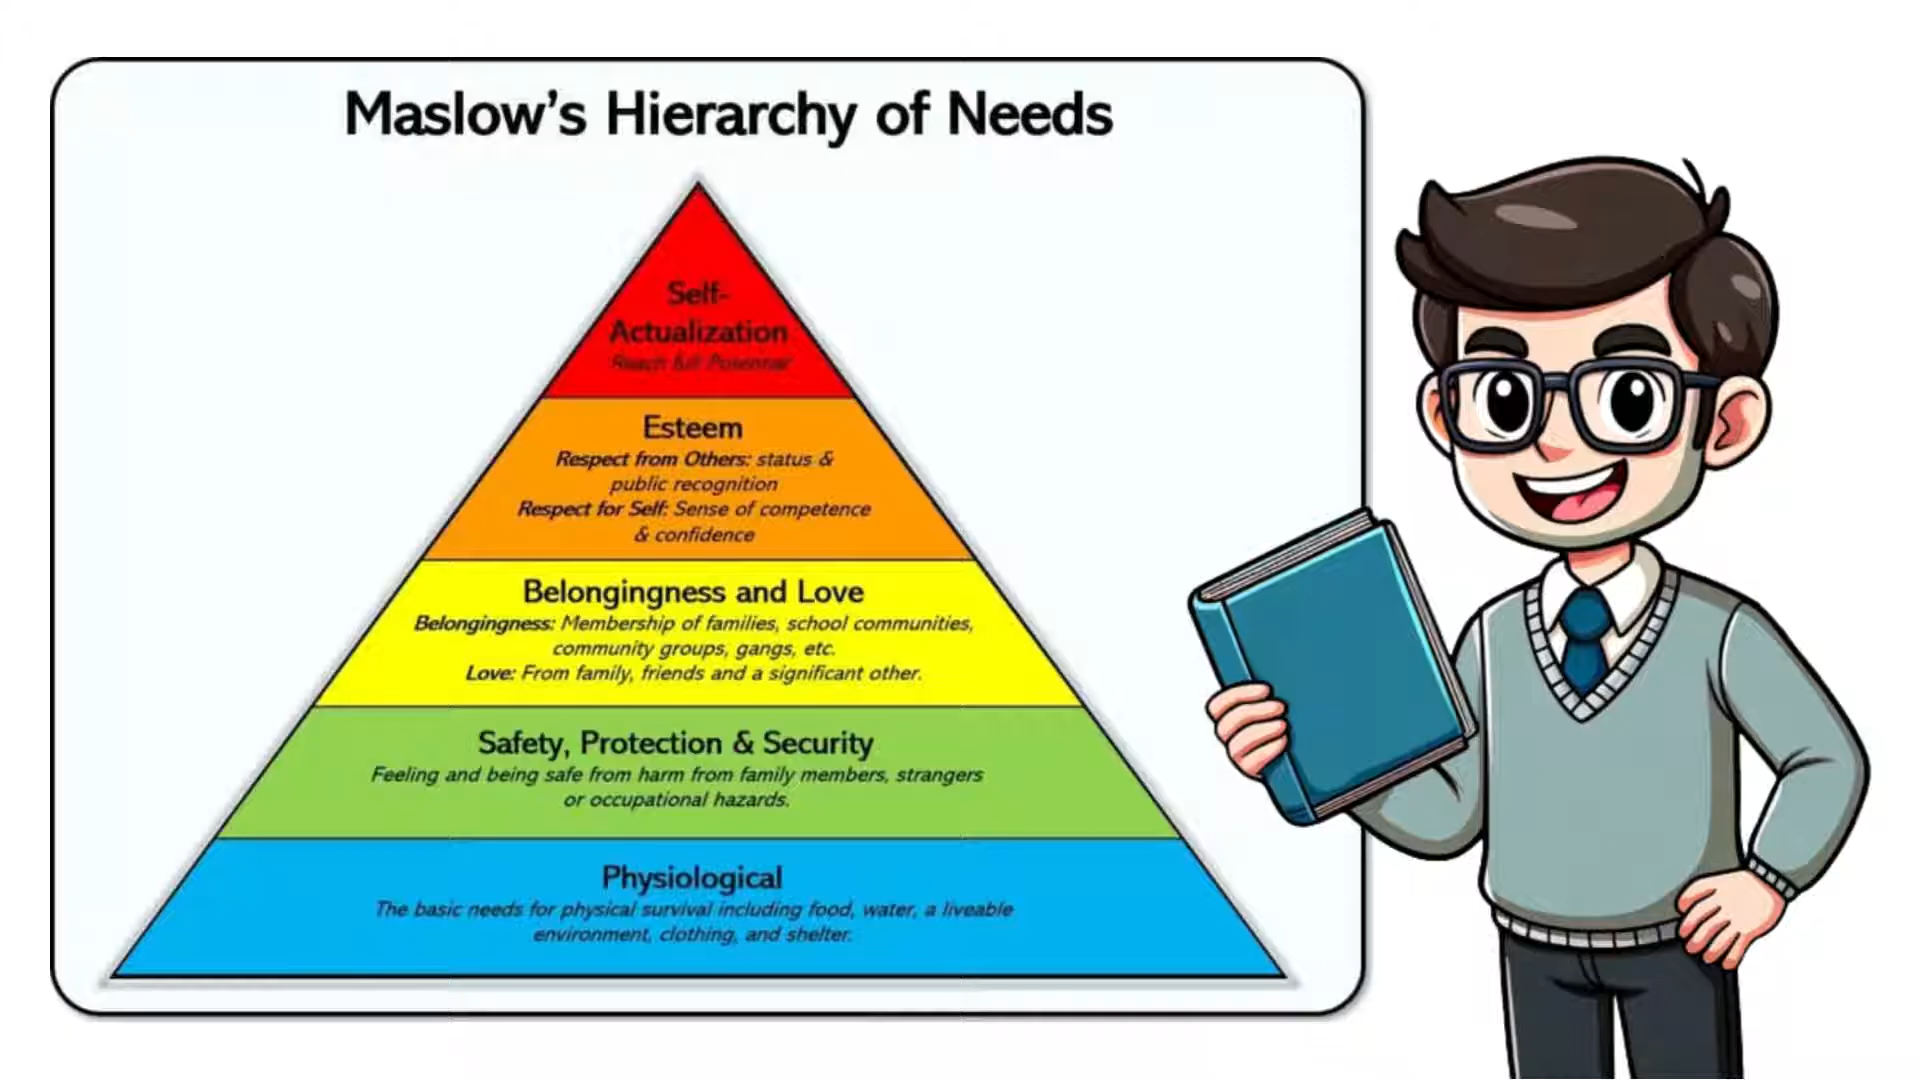 Maslow's Hierarchy of Needs
Self-
Actualization
Reach full Potential
Esteem
Respect from Others: status &
public recognition
Respect for Self: Sense of competence
& confidence
Belongingness and Love
Belongingness: Membership of families, school communities,
community groups, gangs, etc.
Love: From family, friends and a significant other.
Safety, Protection & Security
Feeling and being safe from harm from family members, strangers
or occupational hazards.
Physiological
The basic needs for physical survival including food, water, a liveable
environment, clothing, and shelter.